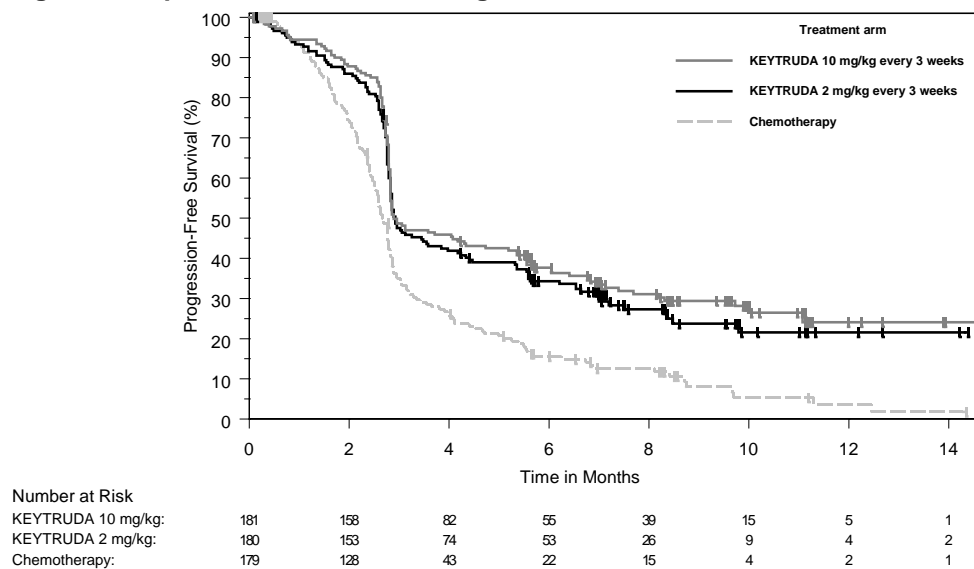 100
90
80
70
60
50
40
30
20
10
0
Progression-Free Survival (%)
Treatment arm
KEYTRUDA 10 mg/kg every 3 weeks
KEYTRUDA 2 mg/kg every 3 weeks
Chemotherapy
0 2 4 6 8 10 12 14
Time in Months
Number at Risk
KEYTRUDA 10 mg/kg: 181 158 82 55 39 15 5 1
KEYTRUDA 2 mg/kg: 180 153 74 53 26 9 4 2
Chemotherapy: 179 128 43 22 15 4 2 1